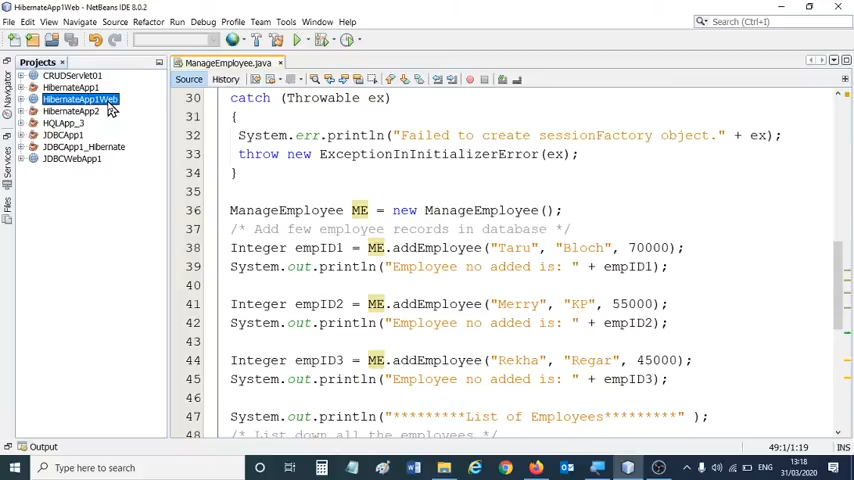 HibernateApp1Web - NetBeans IDE 8.0.2
File Edit View Navigate Source Refactor Run Debug Profile Team Tools Window Help
Search (Ctrl+I)
Projects
ManageEmployee.java
Source History
Navigator
Services
Files
CRUDServlet01
HibernateApp1
HibernateApp1Web
HibernateApp2
HQLApp_3
JDBCApp1
JDBCApp1_Hibernate
JDBCWebApp1
30 catch (Throwable ex)
31 {
32 System.err.println("Failed to create sessionFactory object." + ex);
33 throw new ExceptionInInitializerError(ex);
34 }
35
36 ManageEmployee ME = new ManageEmployee();
37 /* Add few employee records in database */
38 Integer empID1 = ME.addEmployee("Taru", "Bloch", 70000);
39 System.out.println("Employee no added is: " + empID1);
40
41 Integer empID2 = ME.addEmployee("Merry", "KP", 55000);
42 System.out.println("Employee no added is: " + empID2);
43
44 Integer empID3 = ME.addEmployee("Rekha", "Regar", 45000);
45 System.out.println("Employee no added is: " + empID3);
46
47 System.out.println("*********List of Employees*********" );
48 /* List down all the employees */
Output
49:1/1:19 INS
Type here to search
ENG
13:18
31/03/2020